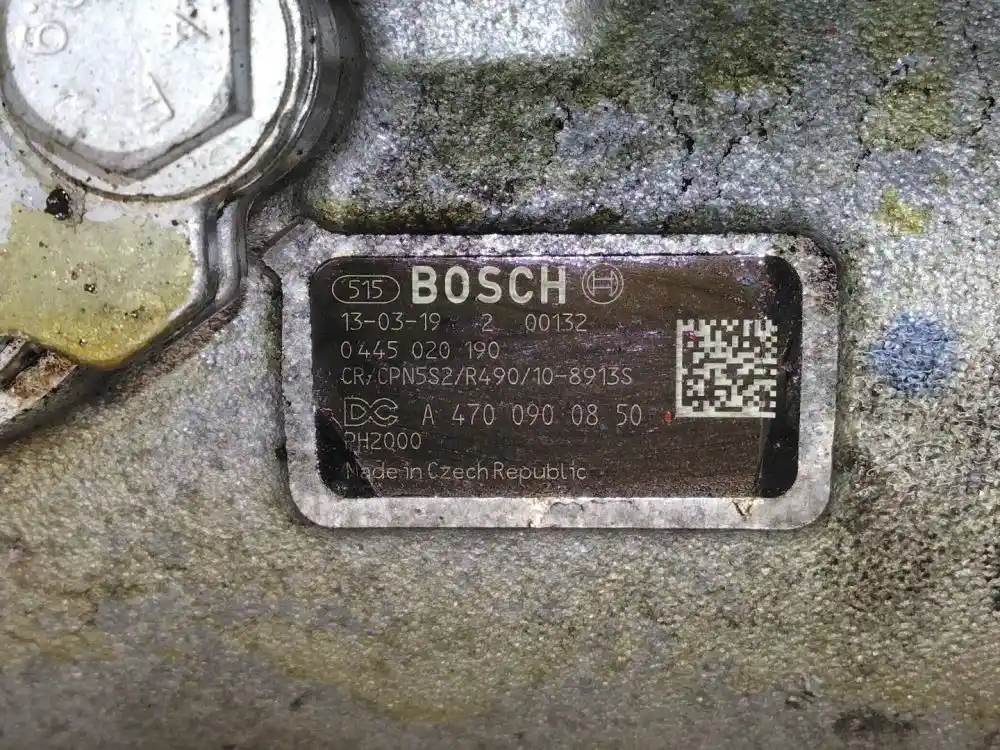 515 BOSCH
13-03-19 2 00132
0 445 020 190
CR/CPN5S2/R490/10-8913S
DC A 470 090 08 50
PH2000
Made in Czech Republic